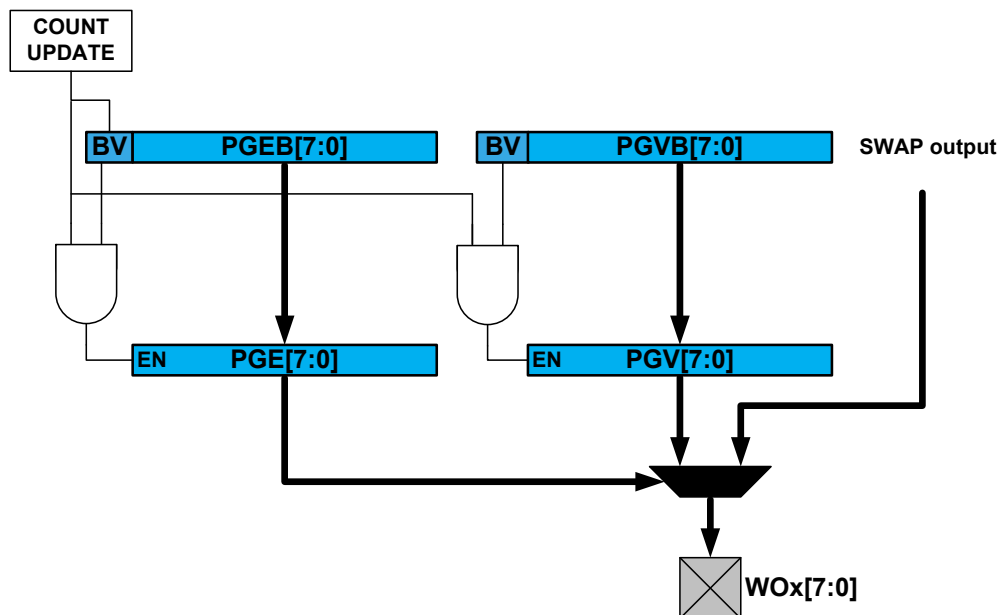 COUNT
UPDATE
BV PGEB[7:0]
BV PGVB[7:0]
SWAP output
EN PGE[7:0]
EN PGV[7:0]
WOx[7:0]